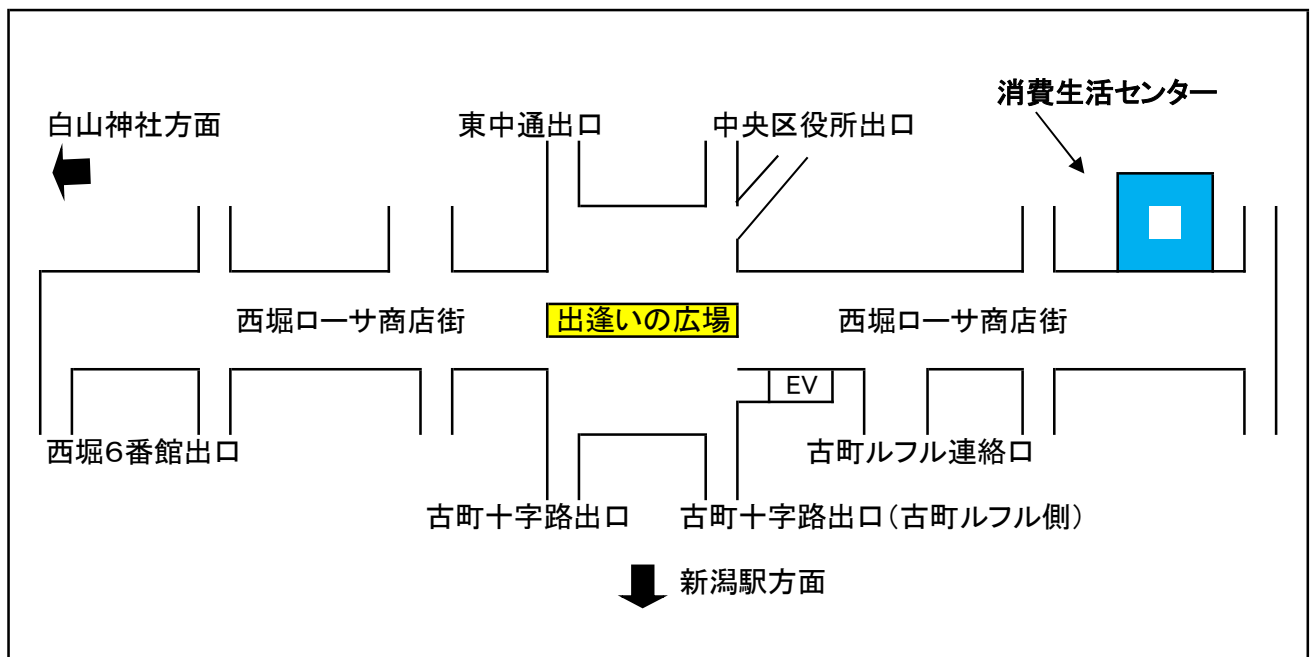 消費生活センター
白山神社方面
東中通出口
中央区役所出口
西堀ローサ商店街
出逢いの広場
西堀ローサ商店街
EV
西堀6番館出口
古町ルフル連絡口
古町十字路出口
古町十字路出口(古町ルフル側)
新潟駅方面